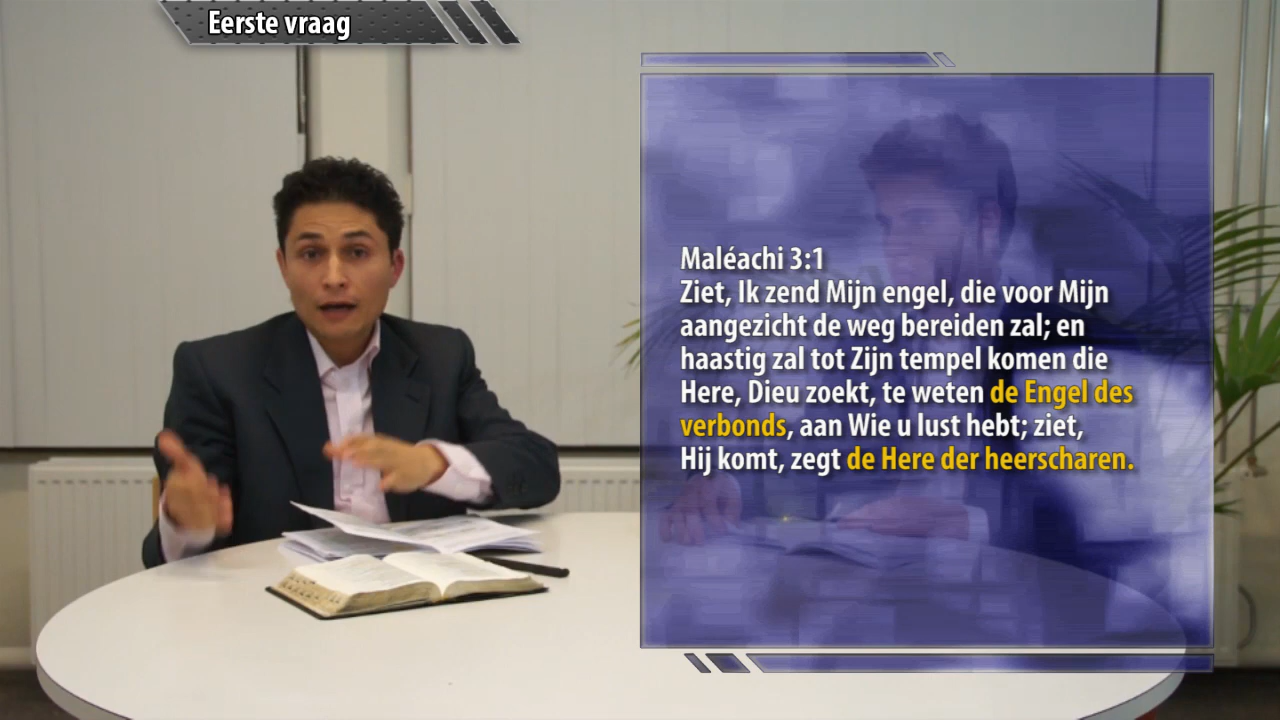 Eerste vraag
Maléachi 3:1
Ziet, Ik zend Mijn engel, die voor Mijn
aangezicht de weg bereiden zal; en
haastig zal tot Zijn tempel komen die
Here, Dieu zoekt, te weten de Engel des
verbonds, aan Wie u lust hebt; ziet,
Hij komt, zegt de Here der heerscharen.